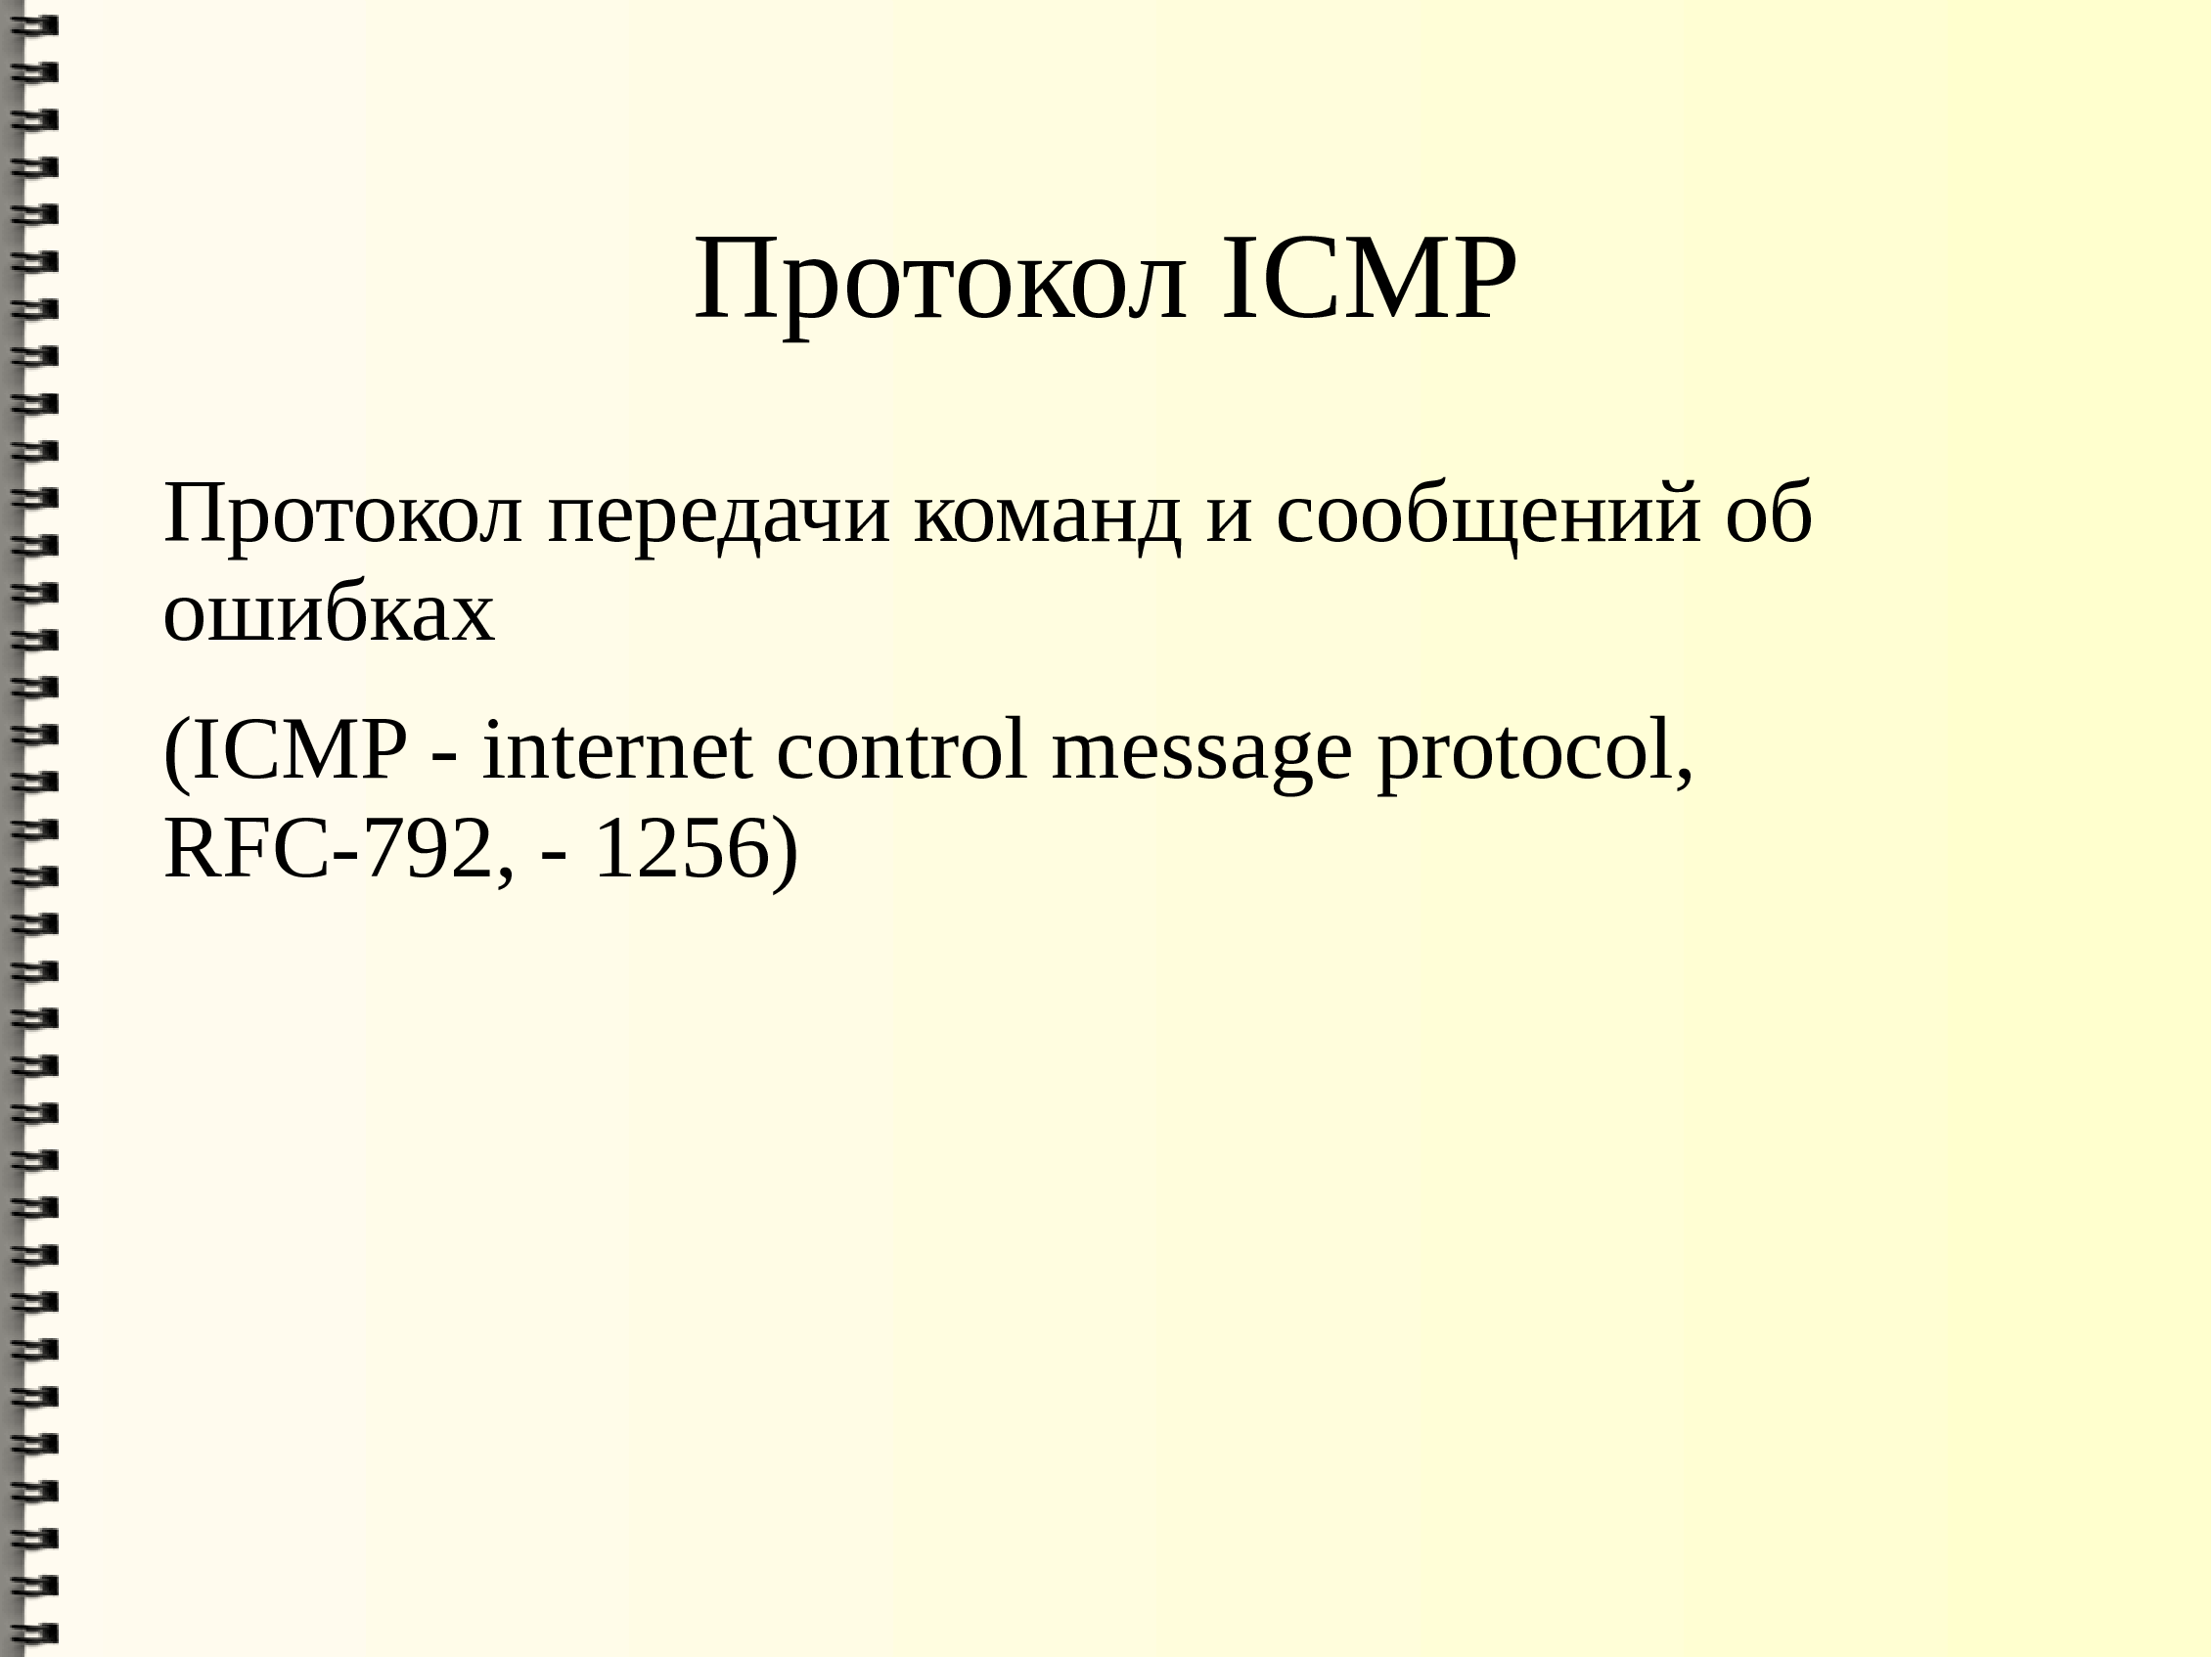 Протокол ICMP
Протокол передачи команд и сообщений об
ошибках
(ICMP - internet control message protocol,
RFC-792, - 1256)